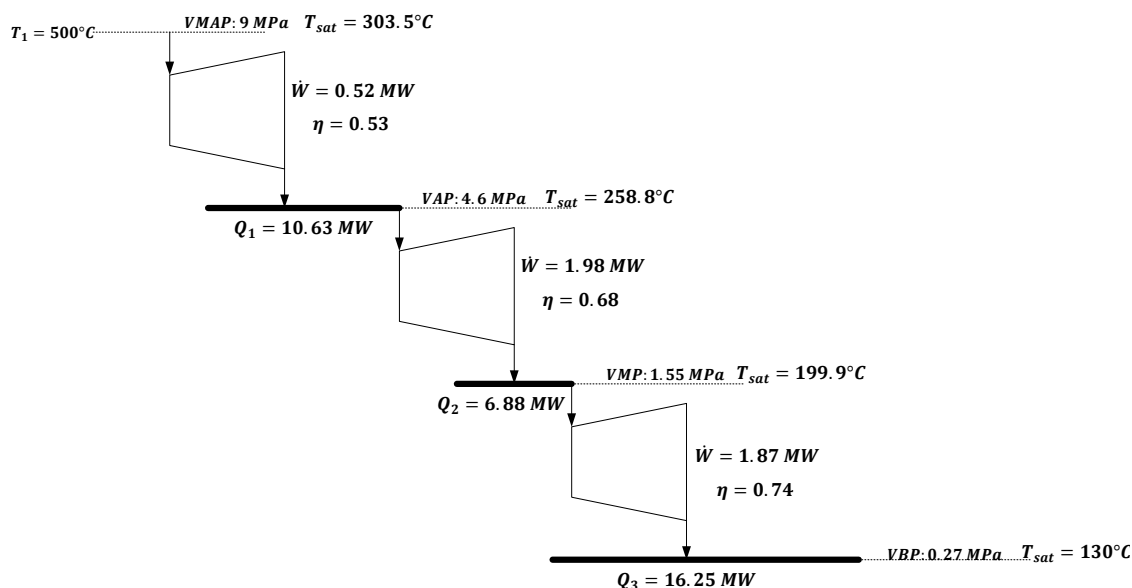 T₁ = 500°C VMAP: 9 MPa T_sat = 303.5°C
Ẇ = 0.52 MW
η = 0.53
VAP: 4.6 MPa T_sat = 258.8°C
Q₁ = 10.63 MW
Ẇ = 1.98 MW
η = 0.68
VMP: 1.55 MPa T_sat = 199.9°C
Q₂ = 6.88 MW
Ẇ = 1.87 MW
η = 0.74
VBP: 0.27 MPa T_sat = 130°C
Q₃ = 16.25 MW